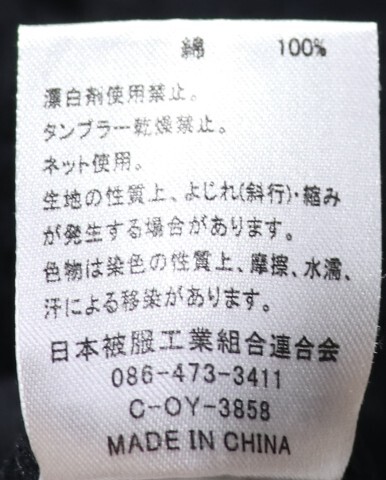 綿 100%
漂白剤使用禁止。
タンブラー乾燥禁止。
ネット使用。
生地の性質上、よじれ(斜行)・縮み
が発生する場合があります。
色物は染色の性質上、摩擦、水濡、
汗による移染があります。
日本被服工業組合連合会
086-473-3411
C-OY-3858
MADE IN CHINA